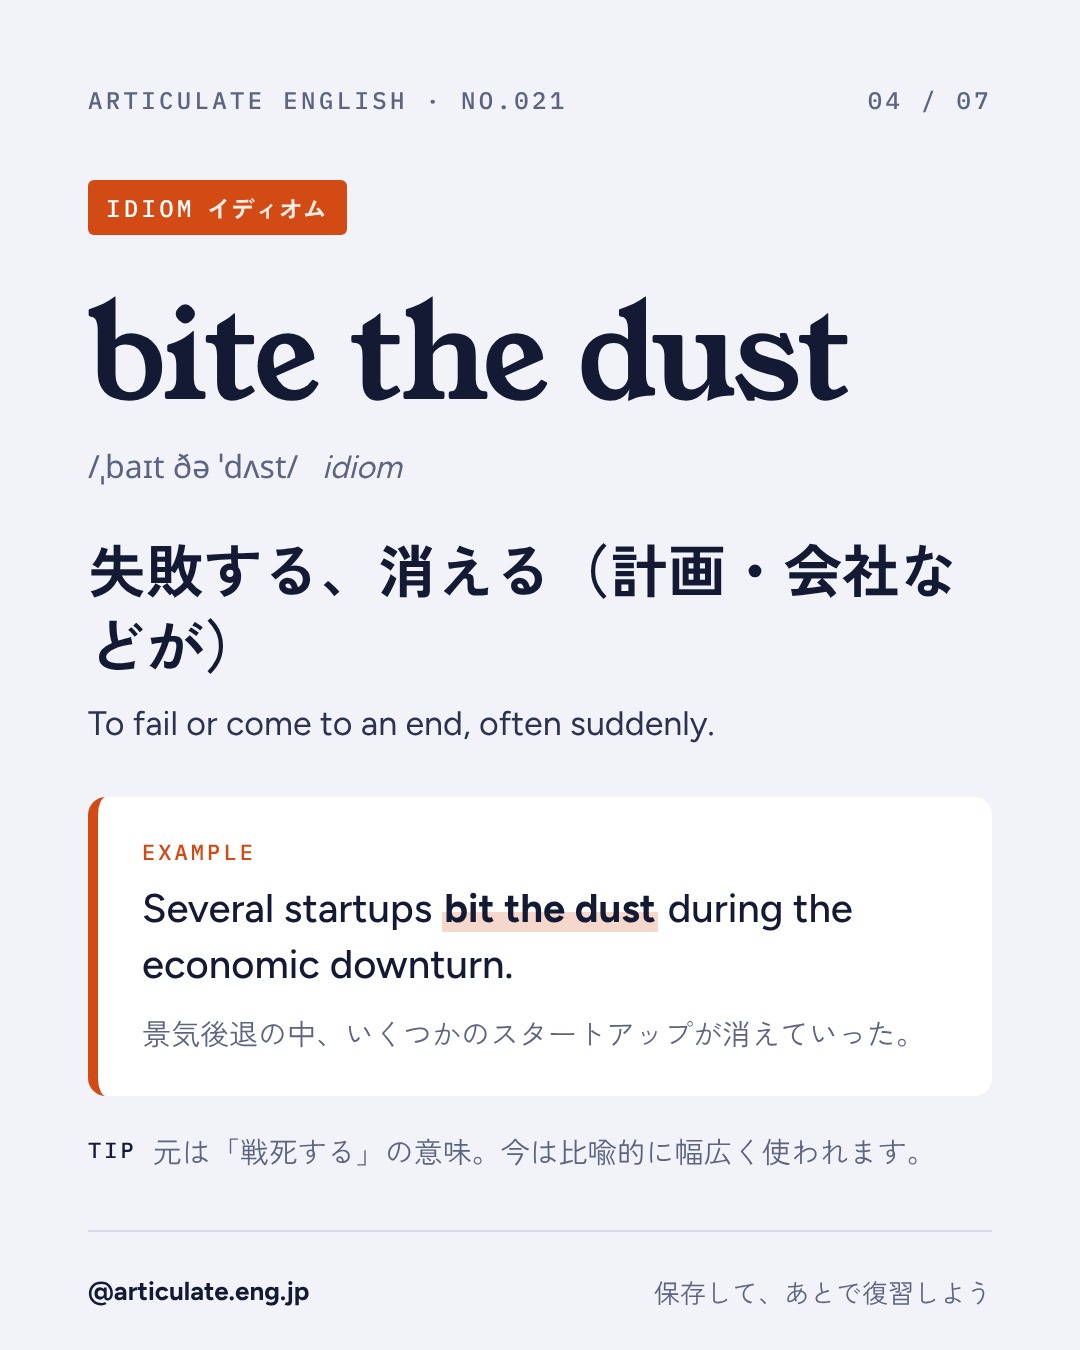 ARTICULATE ENGLISH · NO.021
04 / 07
IDIOM イディオム
bite the dust
/ˌbaɪt ðə ˈdʌst/ idiom
失敗する、消える（計画・会社な
どが）
To fail or come to an end, often suddenly.
EXAMPLE
Several startups bit the dust during the
economic downturn.
景気後退の中、いくつかのスタートアップが消えていった。
TIP 元は「戦死する」の意味。今は比喩的に幅広く使われます。
@articulate.eng.jp
保存して、あとで復習しよう